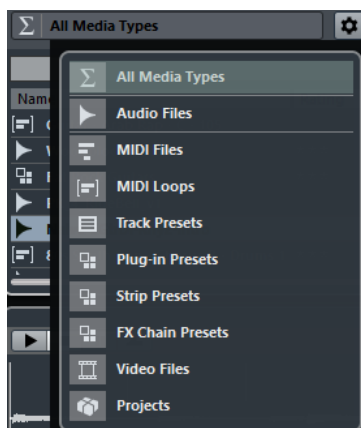 All Media Types
All Media Types
Audio Files
MIDI Files
MIDI Loops
Track Presets
Plug-in Presets
Strip Presets
FX Chain Presets
Video Files
Projects